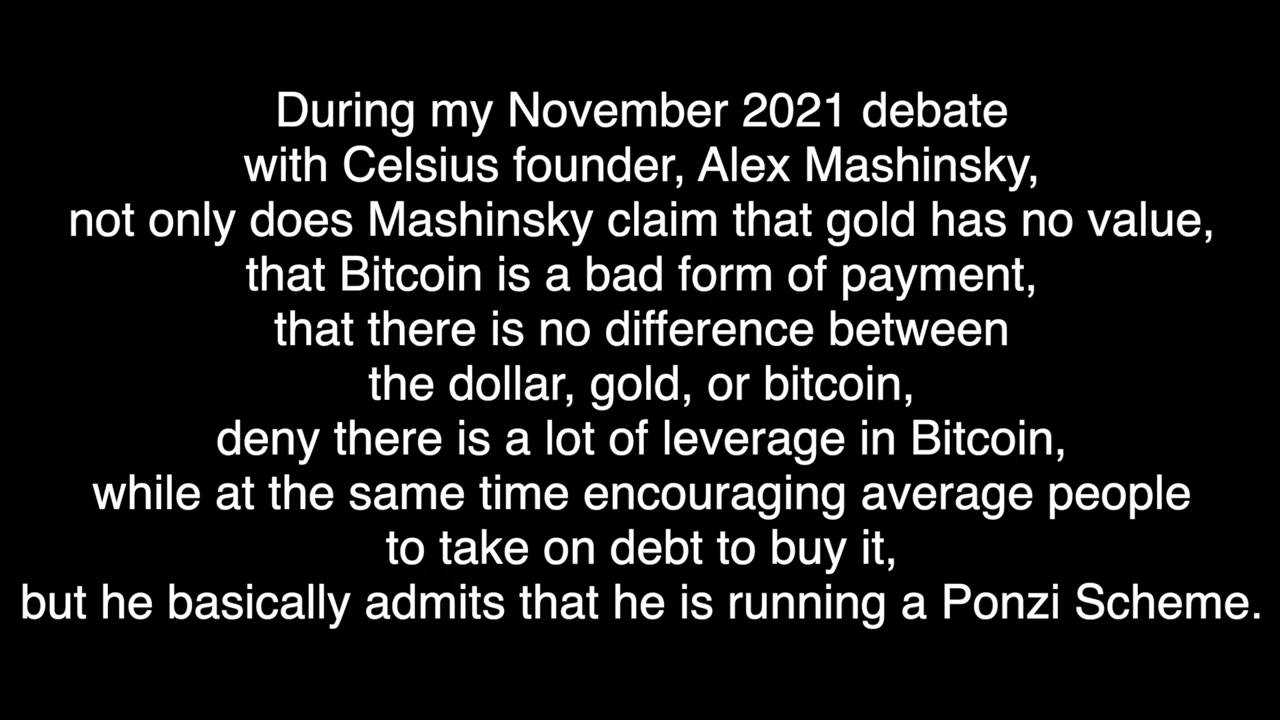 During my November 2021 debate
with Celsius founder, Alex Mashinsky,
not only does Mashinsky claim that gold has no value,
that Bitcoin is a bad form of payment,
that there is no difference between
the dollar, gold, or bitcoin,
deny there is a lot of leverage in Bitcoin,
while at the same time encouraging average people
to take on debt to buy it,
but he basically admits that he is running a Ponzi Scheme.